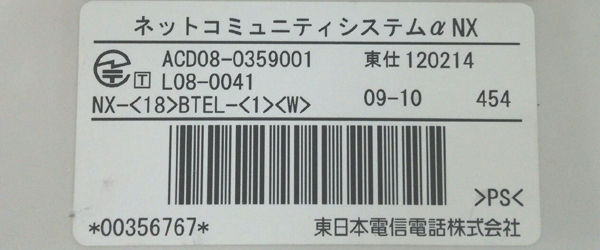 ネットコミュニティシステムα NX
ACD08-0359001 東仕 120214
T L08-0041
NX-<18>BTEL-<1><W> 09-10 454
>PS<
*00356767* 東日本電信電話株式会社